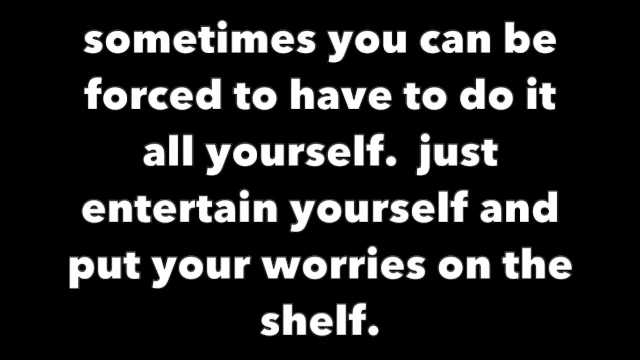 sometimes you can be
forced to have to do it
all yourself.  just
entertain yourself and
put your worries on the
shelf.